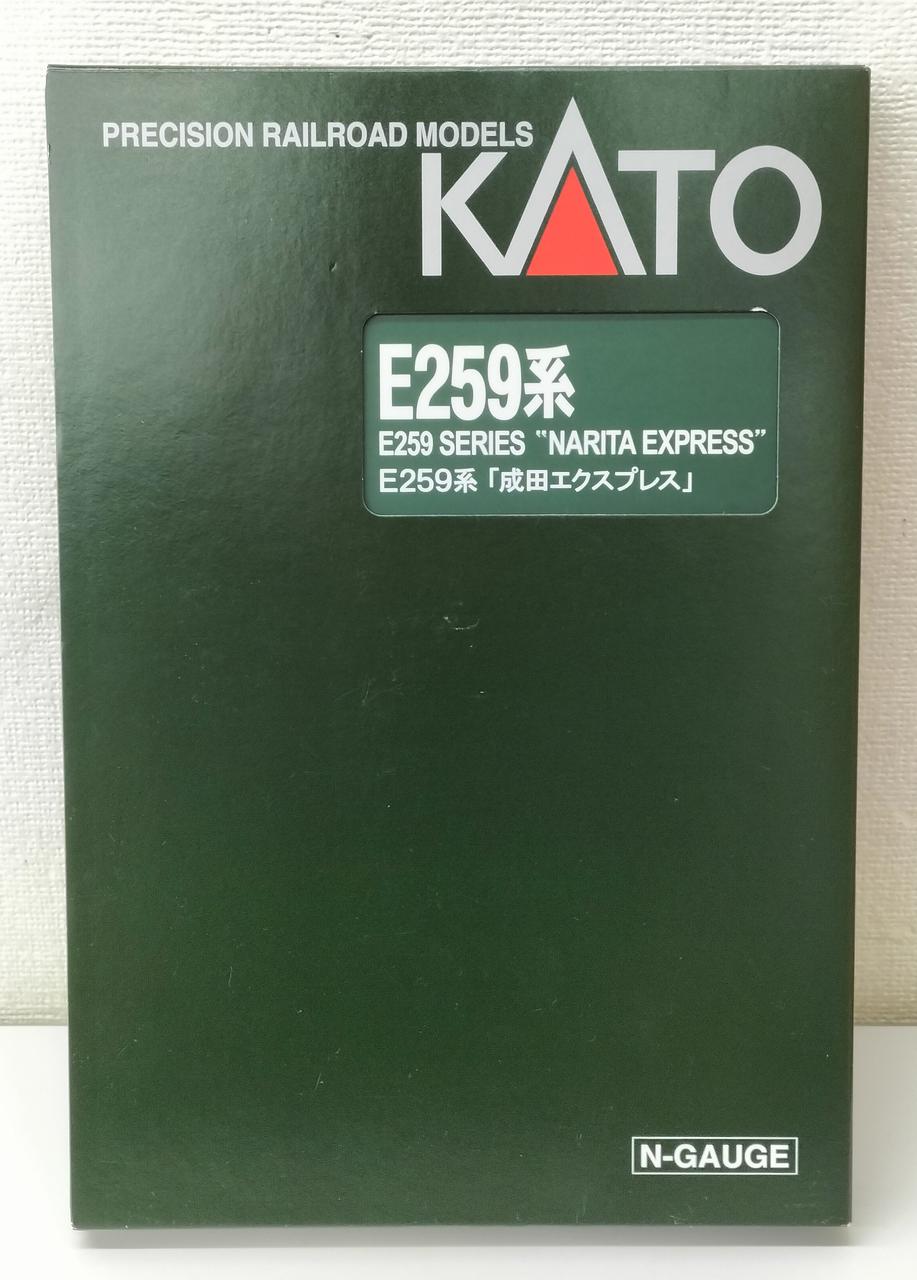 PRECISION RAILROAD MODELS
KATO
E259系
E259 SERIES “NARITA EXPRESS”
E259系「成田エクスプレス」
N-GAUGE